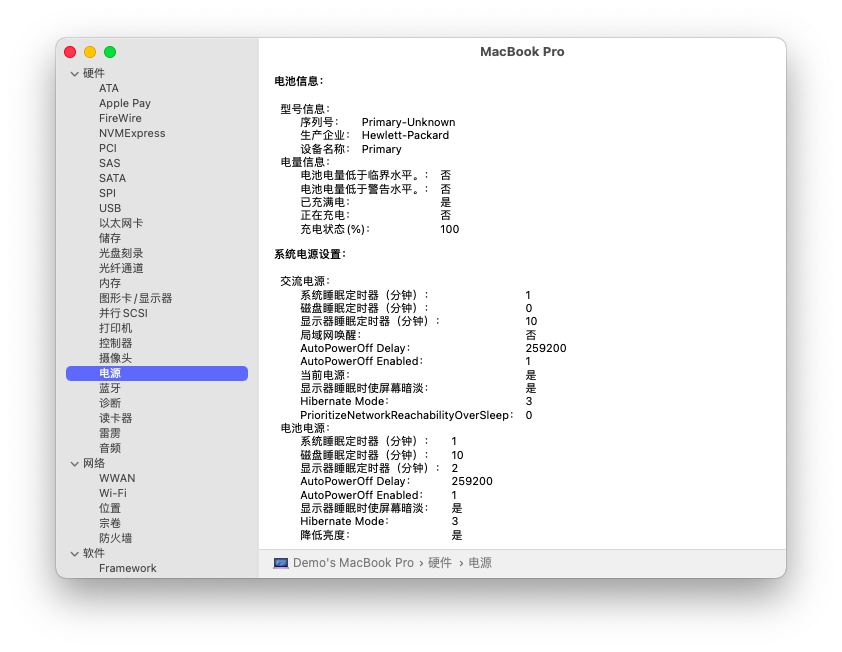 MacBook Pro
硬件
ATA
Apple Pay
FireWire
NVMExpress
PCI
SAS
SATA
SPI
USB
以太网卡
储存
光盘刻录
光纤通道
内存
图形卡/显示器
并行SCSI
打印机
控制器
摄像头
电源
蓝牙
诊断
读卡器
雷雳
音频
网络
WWAN
Wi-Fi
位置
宗卷
防火墙
软件
Framework
电池信息：
型号信息：
序列号： Primary-Unknown
生产企业： Hewlett-Packard
设备名称： Primary
电量信息：
电池电量低于临界水平。： 否
电池电量低于警告水平。： 否
已充满电： 是
正在充电： 否
充电状态(%)： 100
系统电源设置：
交流电源：
系统睡眠定时器（分钟）： 1
磁盘睡眠定时器（分钟）： 0
显示器睡眠定时器（分钟）： 10
局域网唤醒： 否
AutoPowerOff Delay： 259200
AutoPowerOff Enabled： 1
当前电源： 是
显示器睡眠时使屏幕暗淡： 是
Hibernate Mode： 3
PrioritizeNetworkReachabilityOverSleep： 0
电池电源：
系统睡眠定时器（分钟）： 1
磁盘睡眠定时器（分钟）： 10
显示器睡眠定时器（分钟）： 2
AutoPowerOff Delay： 259200
AutoPowerOff Enabled： 1
显示器睡眠时使屏幕暗淡： 是
Hibernate Mode： 3
降低亮度： 是
Demo's MacBook Pro › 硬件 › 电源